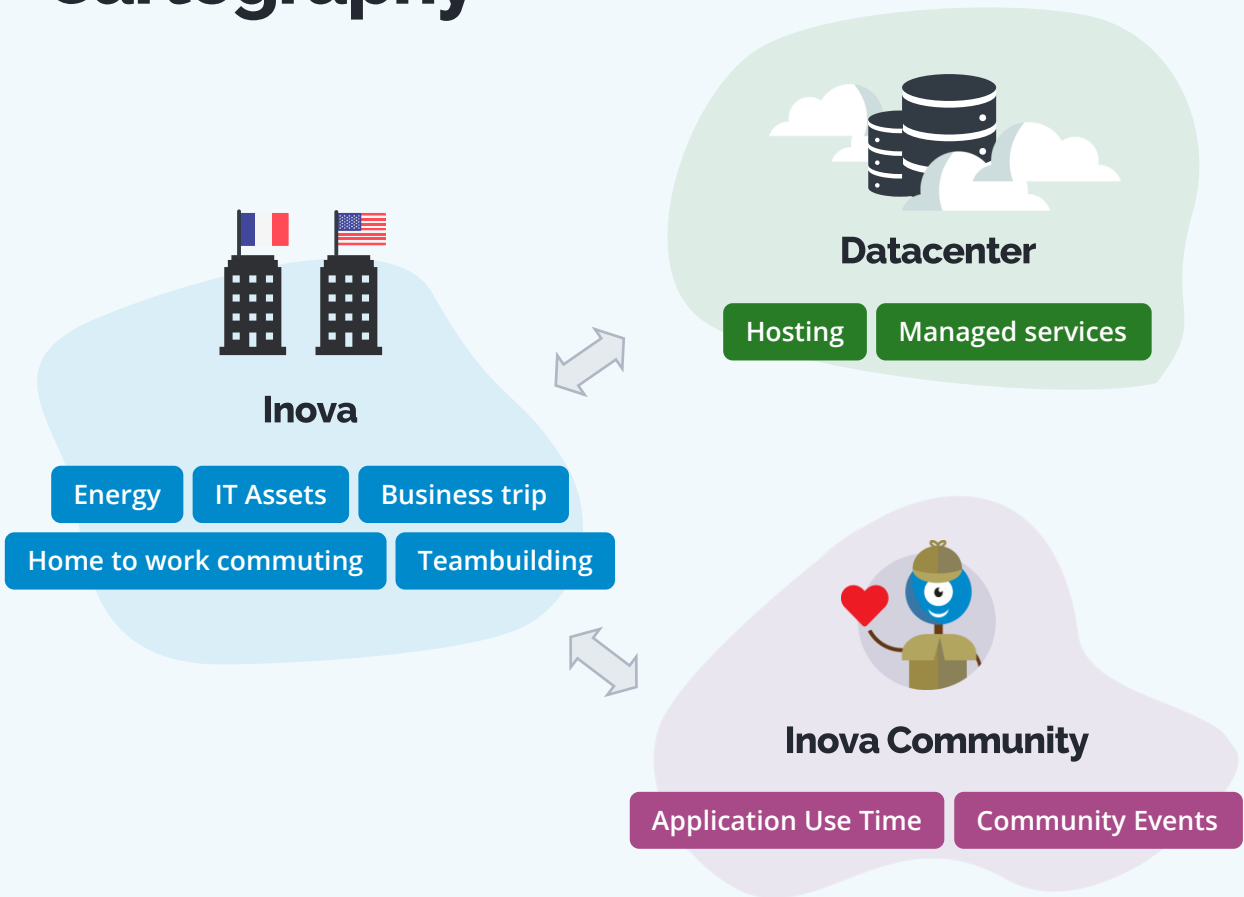 Cartography
Datacenter
Hosting
Managed services
Inova
Energy
IT Assets
Business trip
Home to work commuting
Teambuilding
Inova Community
Application Use Time
Community Events